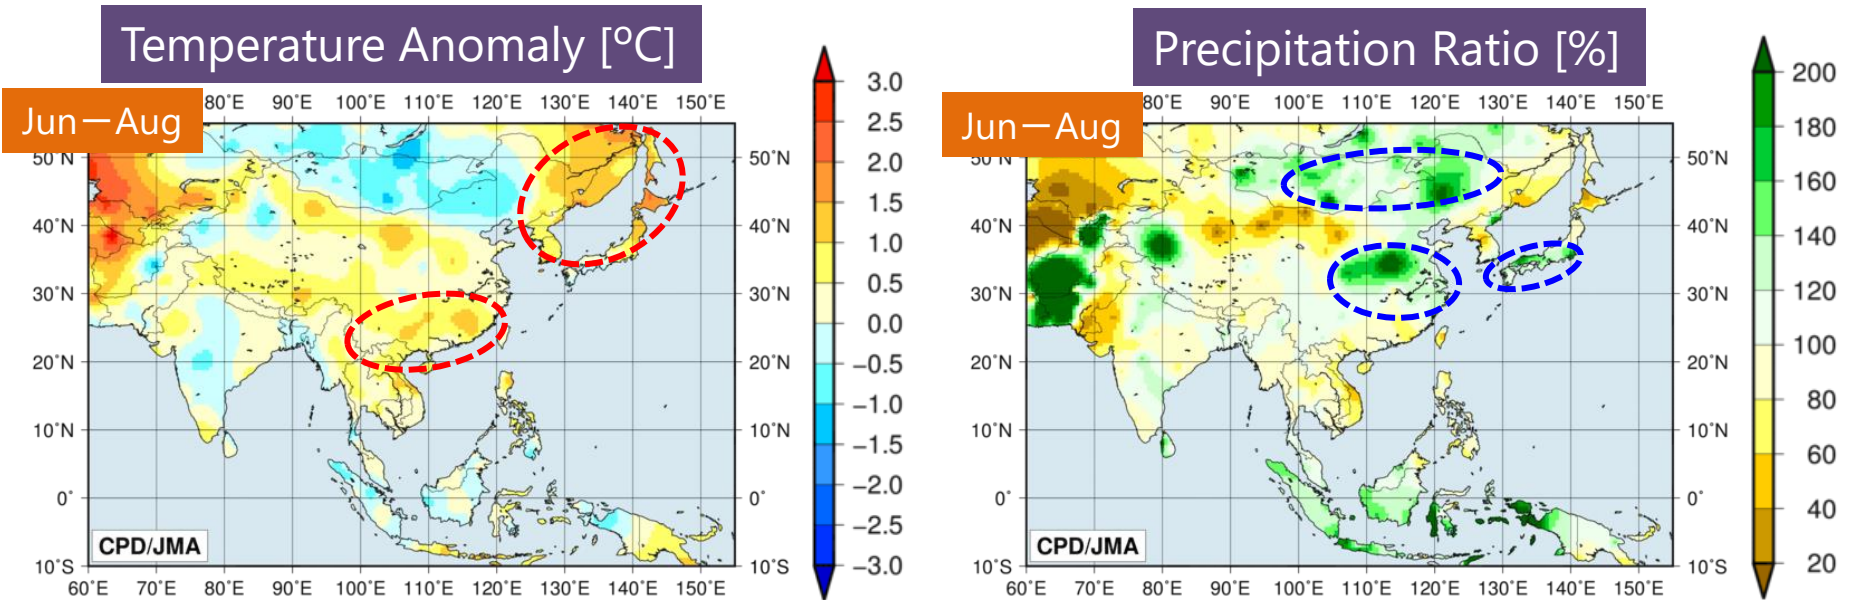 Temperature Anomaly [ºC]
Jun－Aug
80˚E 90˚E 100˚E 110˚E 120˚E 130˚E 140˚E 150˚E
50˚N 50˚N
40˚N 40˚N
30˚N 30˚N
20˚N 20˚N
10˚N 10˚N
0˚ 0˚
10˚S 10˚S
CPD/JMA
60˚E 70˚E 80˚E 90˚E 100˚E 110˚E 120˚E 130˚E 140˚E 150˚E
3.0
2.5
2.0
1.5
1.0
0.5
0.0
−0.5
−1.0
−1.5
−2.0
−2.5
−3.0
Precipitation Ratio [%]
Jun－Aug
80˚E 90˚E 100˚E 110˚E 120˚E 130˚E 140˚E 150˚E
50˚N 50˚N
40˚N 40˚N
30˚N 30˚N
20˚N 20˚N
10˚N 10˚N
0˚ 0˚
10˚S 10˚S
CPD/JMA
60˚E 70˚E 80˚E 90˚E 100˚E 110˚E 120˚E 130˚E 140˚E 150˚E
200
180
160
140
120
100
80
60
40
20